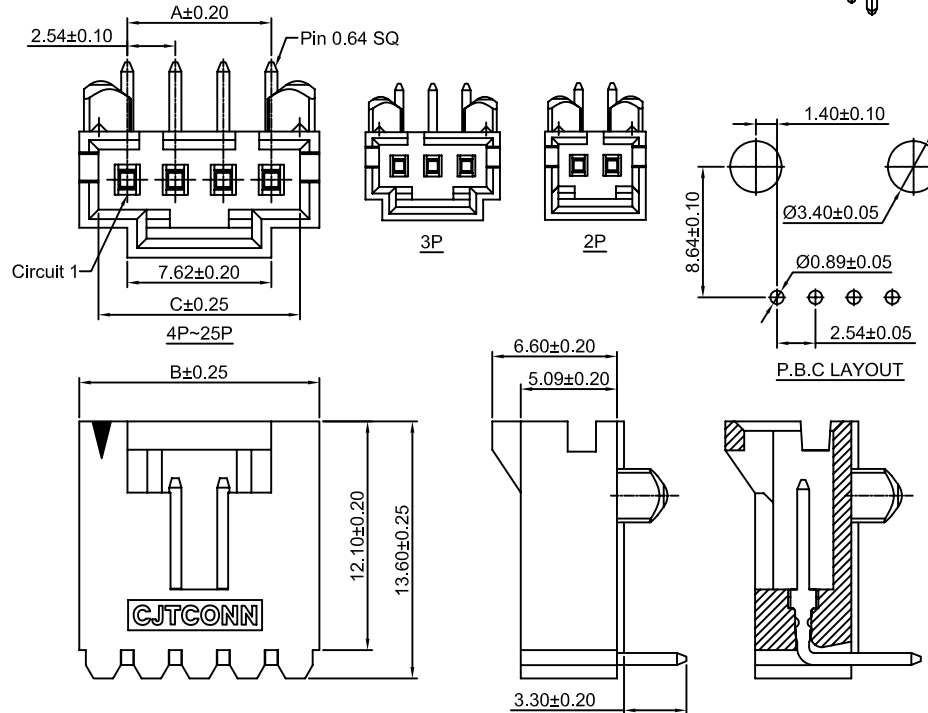 A±0.20
2.54±0.10
Pin 0.64 SQ
1.40±0.10
8.64±0.10
Ø3.40±0.05
3P
2P
Circuit 1
7.62±0.20
Ø0.89±0.05
C±0.25
4P~25P
2.54±0.05
P.B.C LAYOUT
6.60±0.20
B±0.25
5.09±0.20
12.10±0.20
13.60±0.25
CJTCONN
3.30±0.20